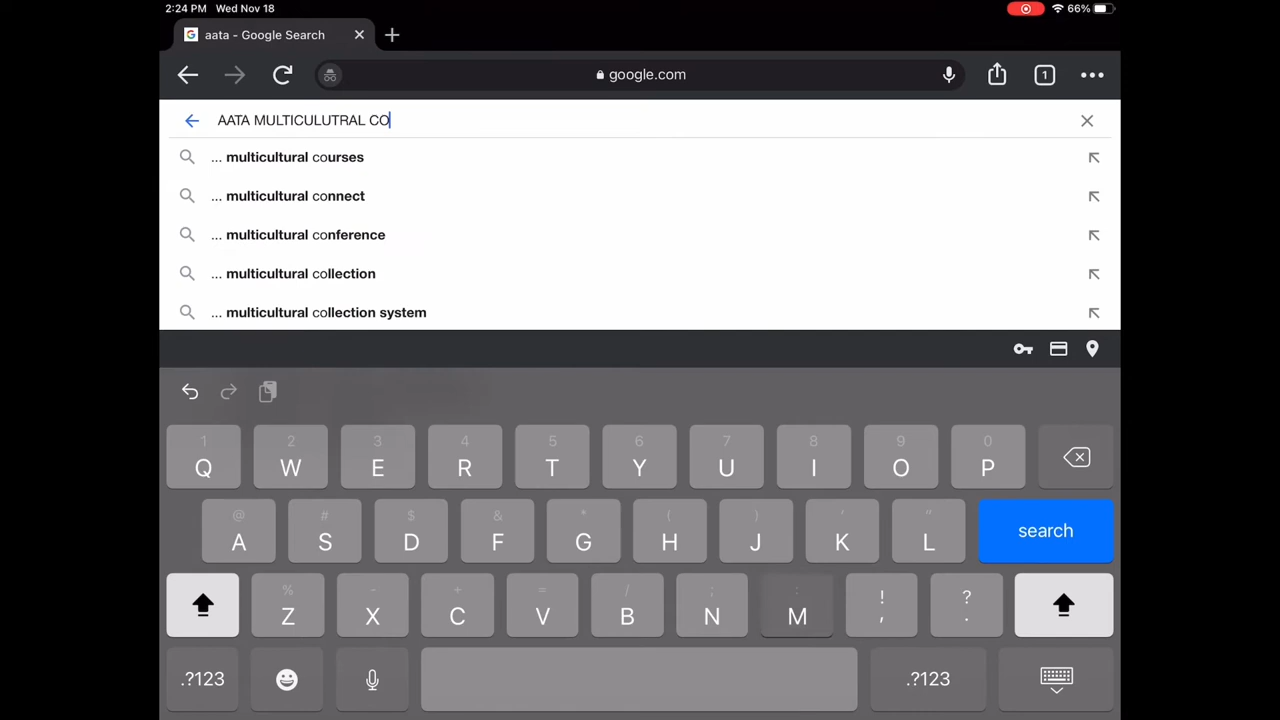 2:24 PM Wed Nov 18 66%
aata - Google Search
google.com 1
AATA MULTICULUTRAL CO
... multicultural courses
... multicultural connect
... multicultural conference
... multicultural collection
... multicultural collection system
1 2 3 4 5 6 7 8 9 0
Q W E R T Y U I O P
@ # $ & * ( ) ' "
A S D F G H J K L search
% - + = / ; : ! ?
Z X C V B N M , .
.?123 .?123